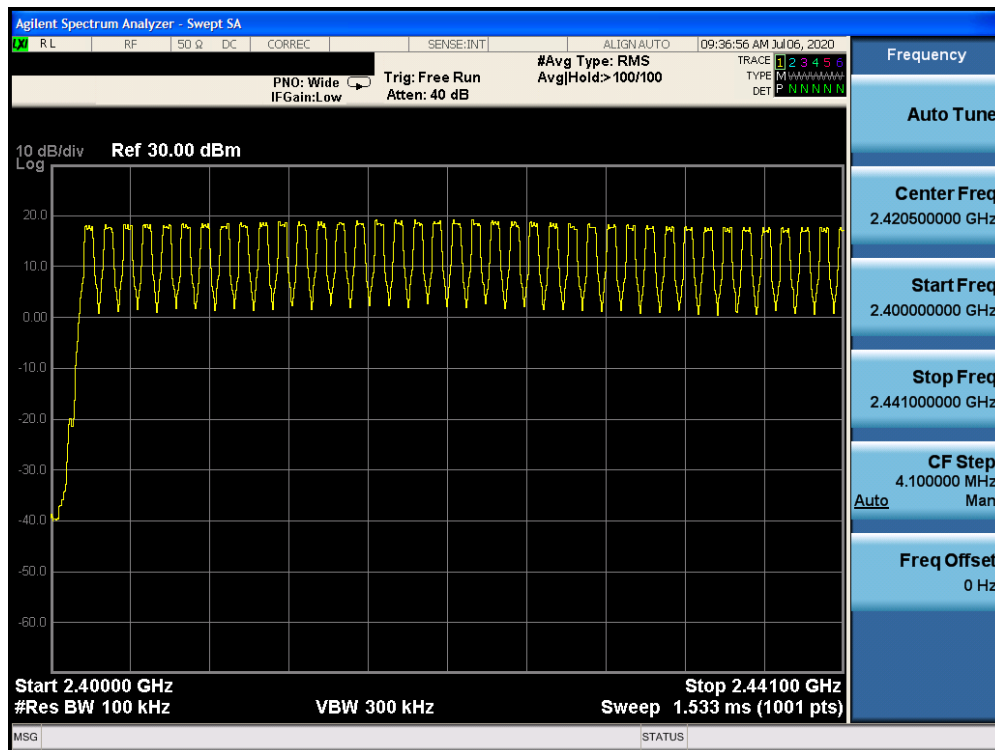 Agilent Spectrum Analyzer - Swept SA
LXI RL RF 50 Ω DC CORREC SENSE:INT ALIGNAUTO 09:36:56 AM Jul 06, 2020
Frequency
PNO: Wide
IFGain:Low
Trig: Free Run
Atten: 40 dB
#Avg Type: RMS
Avg|Hold:>100/100
TRACE 1 2 3 4 5 6
TYPE M
DET P N N N N N
Auto Tune
10 dB/div
Log
Ref 30.00 dBm
20.0
10.0
0.00
-10.0
-20.0
-30.0
-40.0
-50.0
-60.0
Center Freq
2.420500000 GHz
Start Freq
2.400000000 GHz
Stop Freq
2.441000000 GHz
CF Step
4.100000 MHz
Auto Man
Freq Offset
0 Hz
Start 2.40000 GHz Stop 2.44100 GHz
#Res BW 100 kHz VBW 300 kHz Sweep 1.533 ms (1001 pts)
MSG STATUS